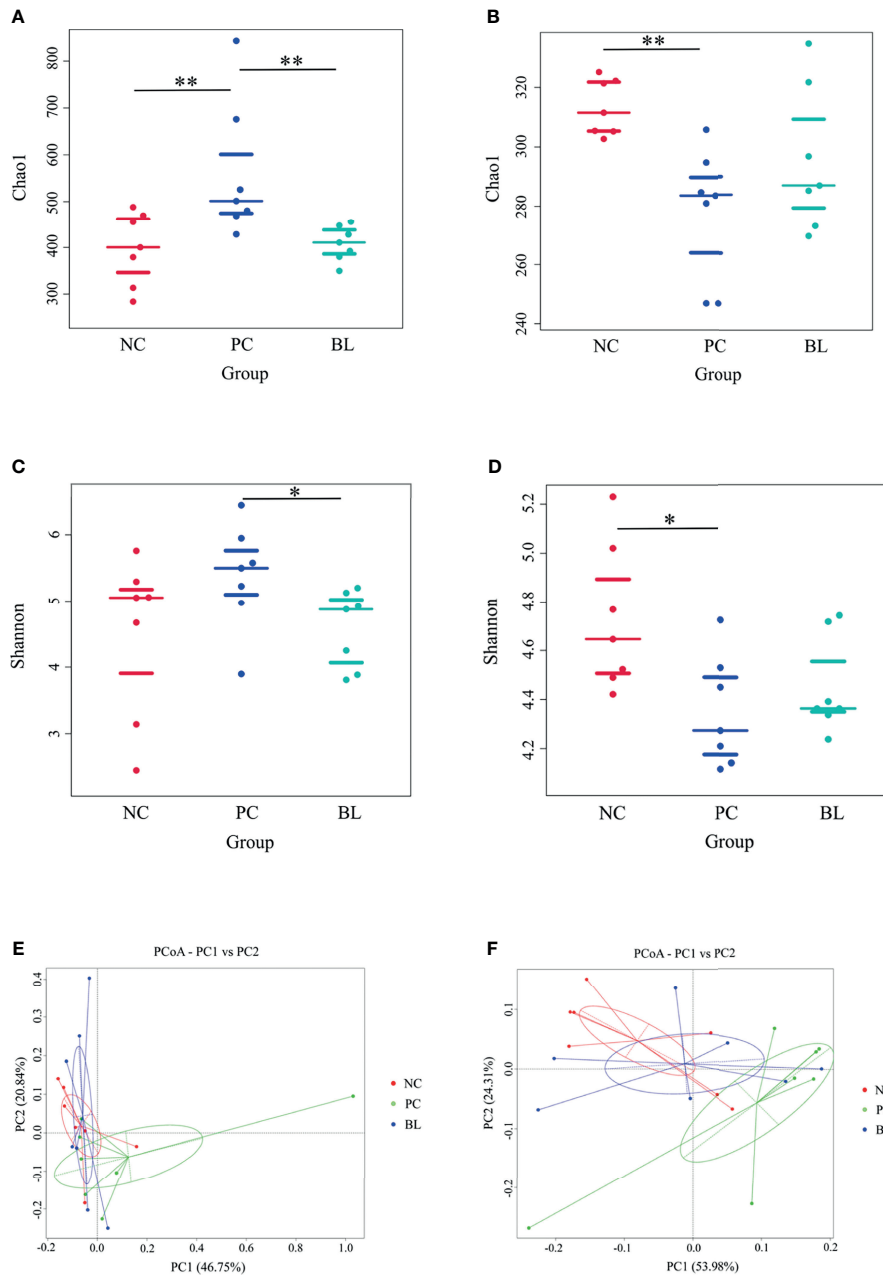 A
B
800
700
600
500
400
300
Chao1
**
**
NC
PC
BL
Group
320
300
280
260
240
Chao1
**
NC
PC
BL
Group
C
D
6
5
4
3
Shannon
*
NC
PC
BL
Group
5.2
5.0
4.8
4.6
4.4
4.2
Shannon
*
NC
PC
BL
Group
E
F
PCoA - PC1 vs PC2
0.4
0.3
0.2
0.1
0.0
-0.1
-0.2
PC2 (20.84%)
-0.2
0.0
0.2
0.4
0.6
0.8
1.0
PC1 (46.75%)
NC
PC
BL
PCoA - PC1 vs PC2
0.1
0.0
-0.1
-0.2
PC2 (24.31%)
-0.2
-0.1
0.0
0.1
0.2
PC1 (53.98%)
N
P
B